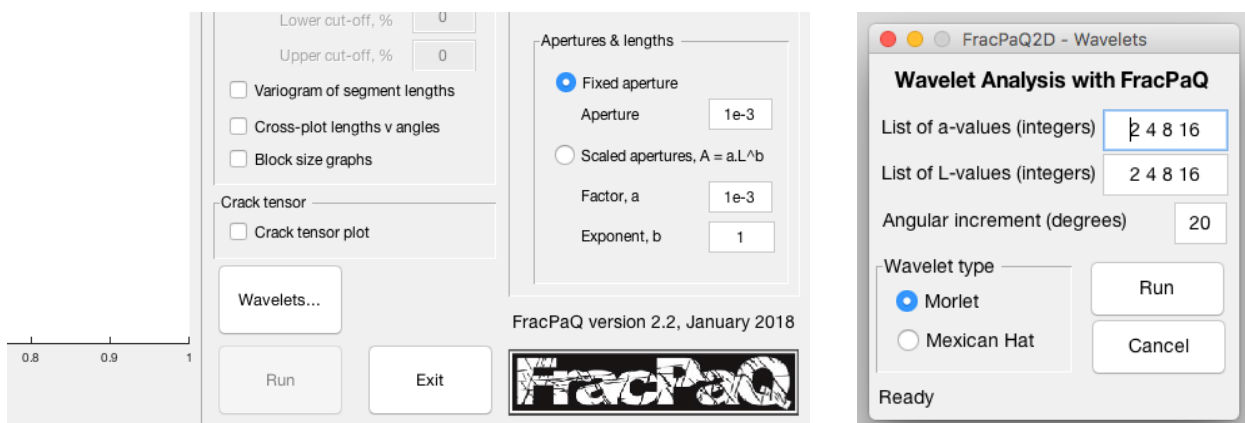 Lower cut-off, % 0
Upper cut-off, % 0
Variogram of segment lengths
Cross-plot lengths v angles
Block size graphs
Crack tensor
Crack tensor plot
Wavelets...
Run
Exit
0.8 0.9 1
Apertures & lengths
Fixed aperture
Aperture 1e-3
Scaled apertures, A = a.L^b
Factor, a 1e-3
Exponent, b 1
FracPaQ version 2.2, January 2018
FracPaQ
FracPaQ2D - Wavelets
Wavelet Analysis with FracPaQ
List of a-values (integers) 2 4 8 16
List of L-values (integers) 2 4 8 16
Angular increment (degrees) 20
Wavelet type
Morlet
Mexican Hat
Run
Cancel
Ready